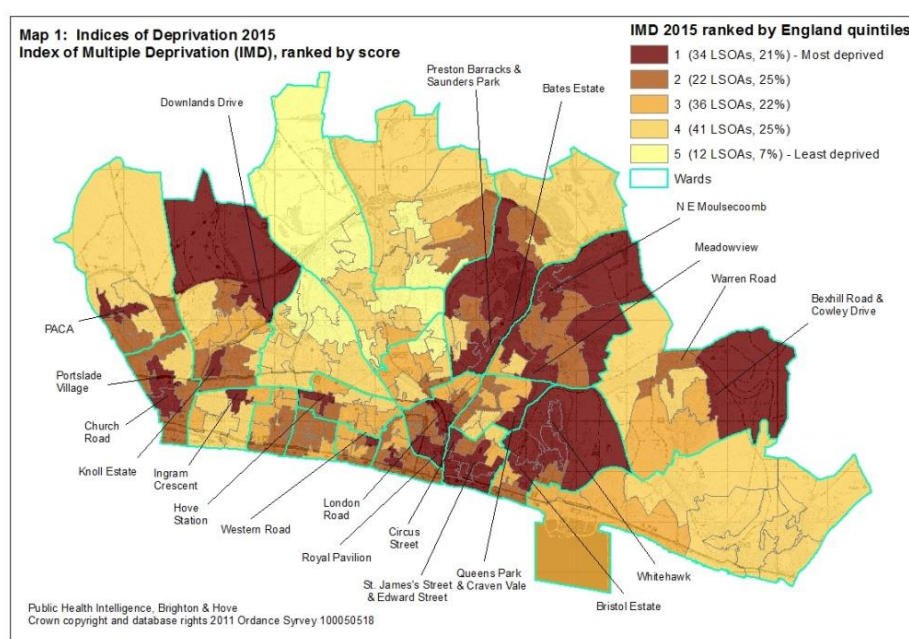 Map 1: Indices of Deprivation 2015
Index of Multiple Deprivation (IMD), ranked by score
IMD 2015 ranked by England quintiles
1 (34 LSOAs, 21%) - Most deprived
2 (22 LSOAs, 25%)
3 (36 LSOAs, 22%)
4 (41 LSOAs, 25%)
5 (12 LSOAs, 7%) - Least deprived
Wards
Preston Barracks &
Saunders Park
Bates Estate
Downlands Drive
N E Moulsecoomb
Meadowview
Warren Road
Bexhill Road &
Cowley Drive
PACA
Portslade
Village
Church
Road
Knoll Estate
Ingram
Crescent
Hove
Station
Western Road
London
Road
Royal Pavilion
Circus
Street
St. James's Street
& Edward Street
Queens Park
& Craven Vale
Bristol Estate
Whitehawk
Public Health Intelligence, Brighton & Hove
Crown copyright and database rights 2011 Ordance Syrvey 100050518